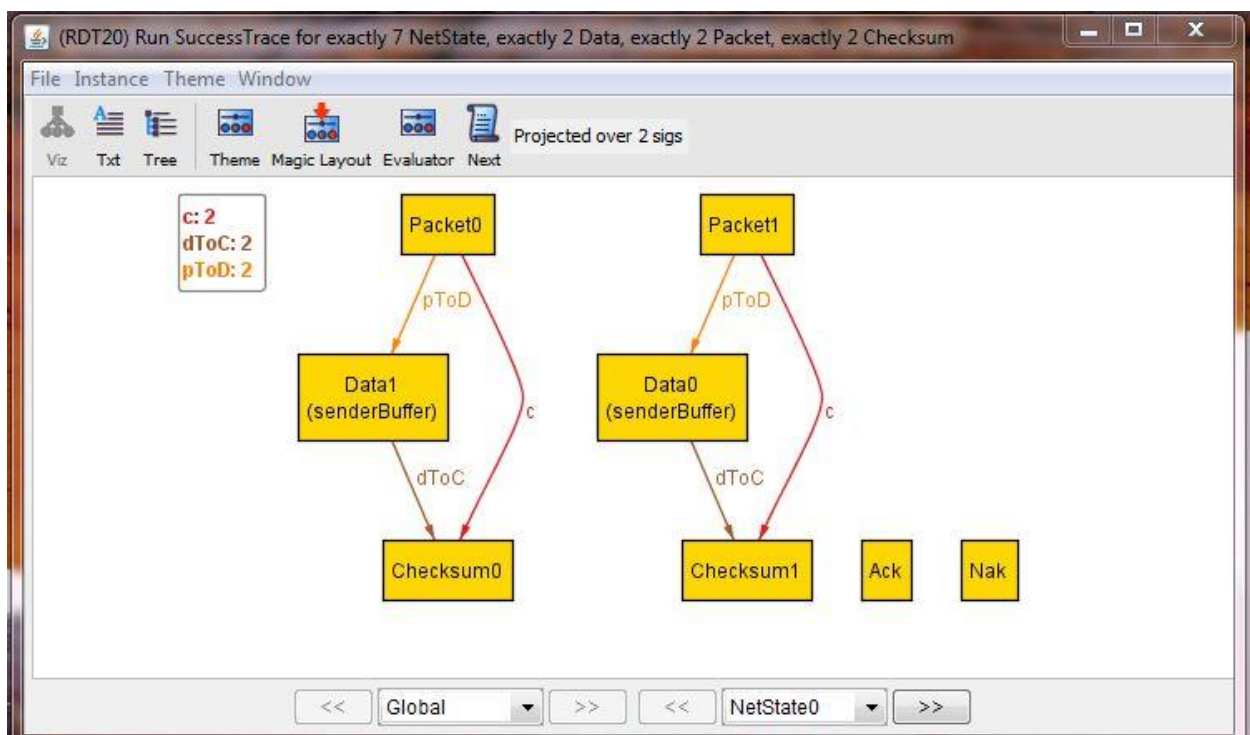 (RDT20) Run SuccessTrace for exactly 7 NetState, exactly 2 Data, exactly 2 Packet, exactly 2 Checksum
File Instance Theme Window
Viz Txt Tree Theme Magic Layout Evaluator Next Projected over 2 sigs
c: 2
dToC: 2
pToD: 2
Packet0 Packet1
pToD pToD
Data1 Data0
(senderBuffer) (senderBuffer)
c c
dToC dToC
Checksum0 Checksum1 Ack Nak
<< Global >> << NetState0 >>